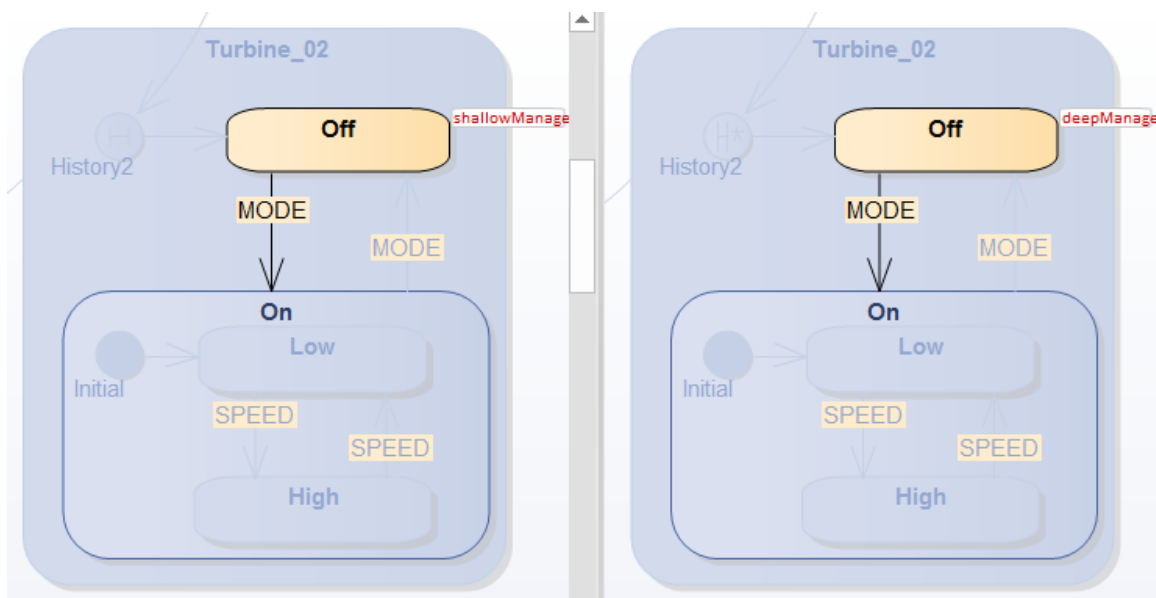 Turbine_02
H
Off
shallowManage
History2
MODE
MODE
On
Low
Initial
SPEED
SPEED
High
Turbine_02
H*
Off
deepManage
History2
MODE
MODE
On
Low
Initial
SPEED
SPEED
High